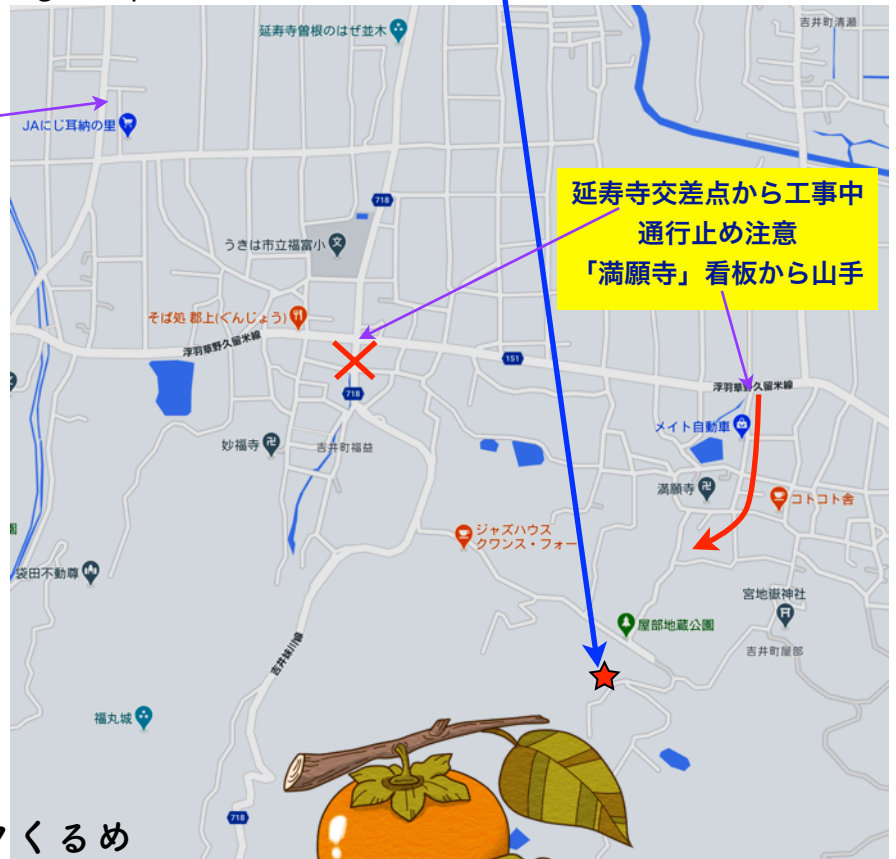 延寿寺曽根のはぜ並木
吉井町清瀬
JAにじ耳納の里
718
延寿寺交差点から工事中
通行止め注意
「満願寺」看板から山手
うきは市立福富小
そば処 郡上(ぐんじょう)
浮羽草野久留米線
151
浮羽草野久留米線
718
メイト自動車
妙福寺
吉井町福益
満願寺
コトコト舎
ジャズハウス
クワンス・フォー
園
袋田不動尊
宮地嶽神社
屋部地蔵公園
吉井町屋部
吉井妹川線
福丸城
718
くるめ